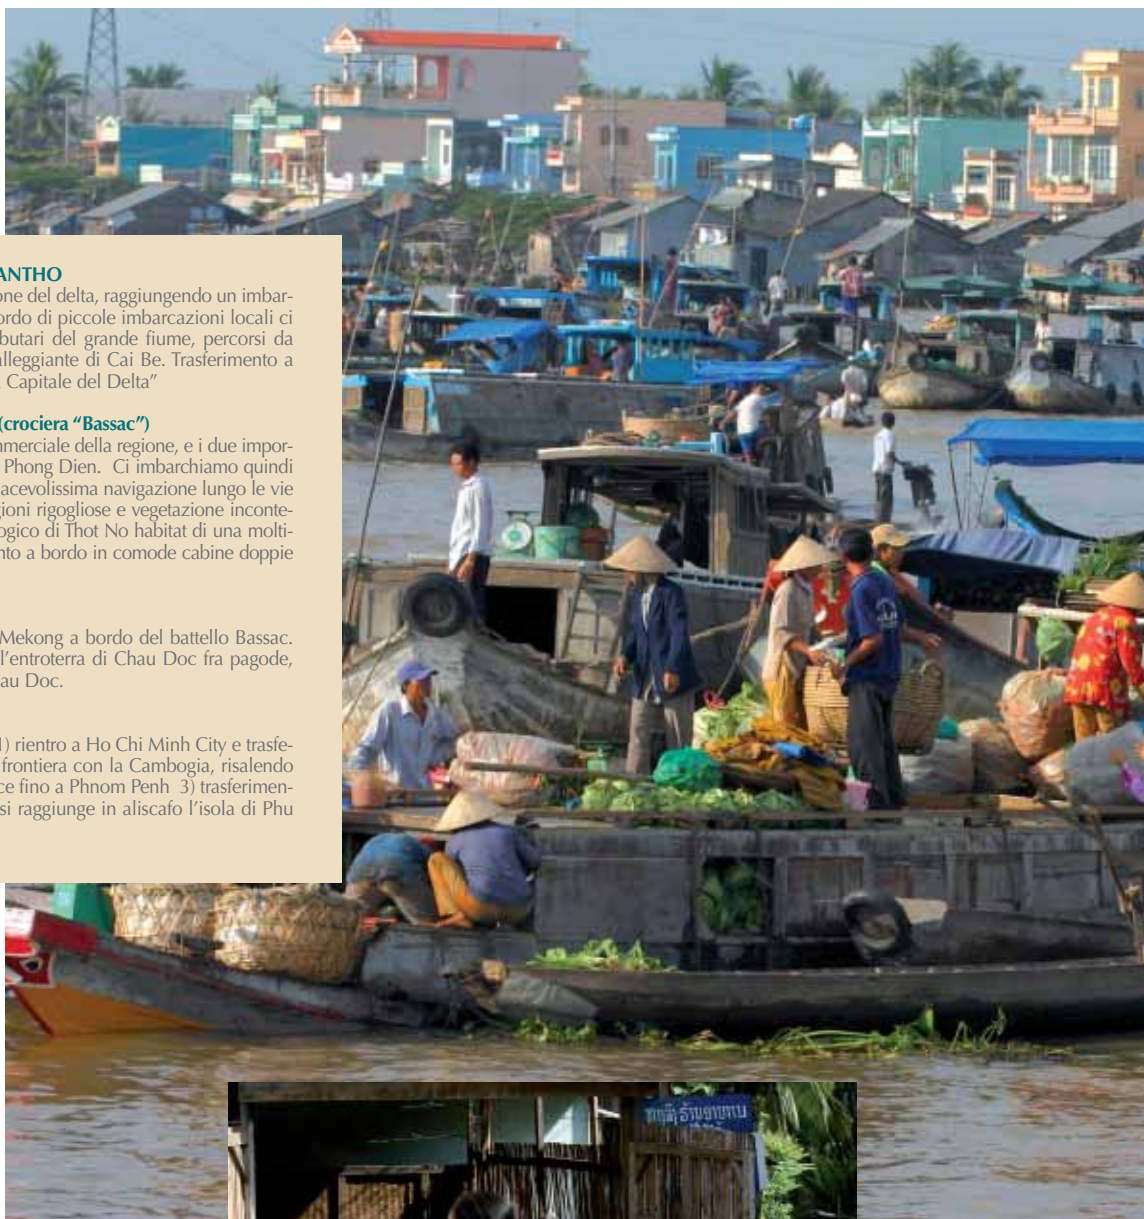 ANTHO
one del delta, raggiungendo un imbar-
ordo di piccole imbarcazioni locali ci
butari del grande fiume, percorsi da
alleggiante di Cai Be. Trasferimento a
Capitale del Delta”
(crociera “Bassac”)
mmerciale della regione, e i due impor-
Phong Dien. Ci imbarchiamo quindi
acevolissima navigazione lungo le vie
gioni rigogliose e vegetazione inconte-
ogico di Thot No habitat di una molti-
nto a bordo in comode cabine doppie
Mekong a bordo del battello Bassac.
l’entroterra di Chau Doc fra pagode,
au Doc.
1) rientro a Ho Chi Minh City e trasfe-
frontiera con la Cambogia, risalendo
ce fino a Phnom Penh 3) trasferimen-
si raggiunge in aliscafo l’isola di Phu